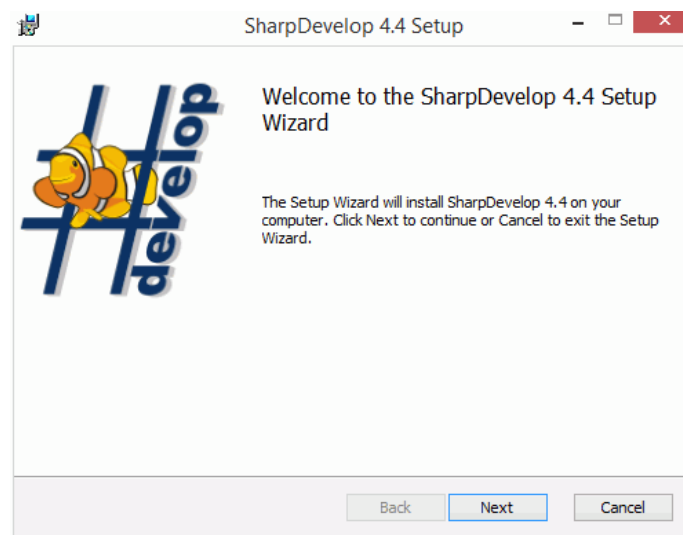 SharpDevelop 4.4 Setup
develop
Welcome to the SharpDevelop 4.4 Setup
Wizard
The Setup Wizard will install SharpDevelop 4.4 on your
computer. Click Next to continue or Cancel to exit the Setup
Wizard.
Back Next Cancel